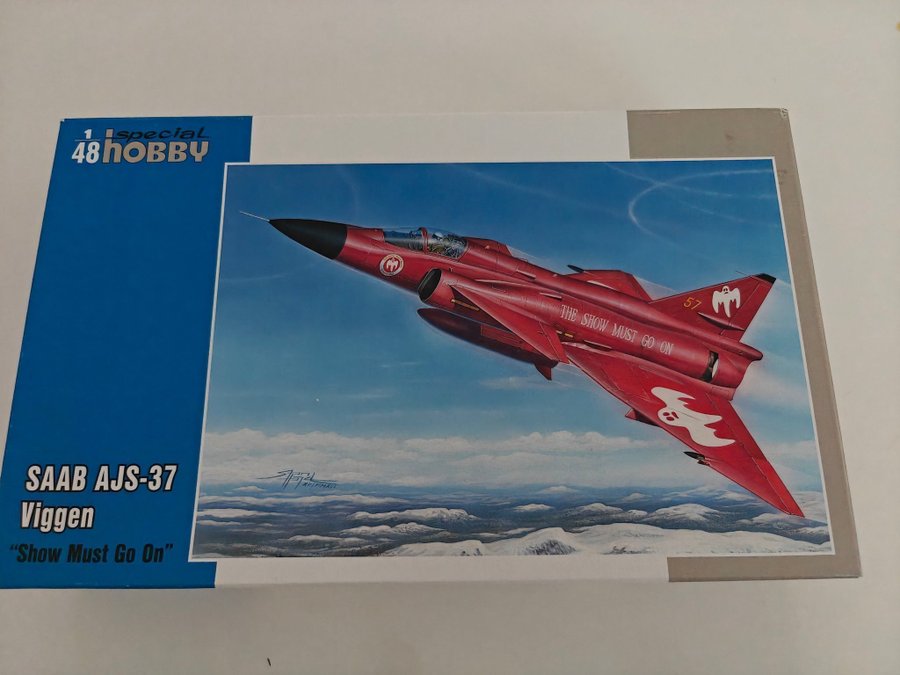 1/48
special
hobby
THE SHOW MUST GO ON
57
SAAB AJS-37
Viggen
"Show Must Go On"